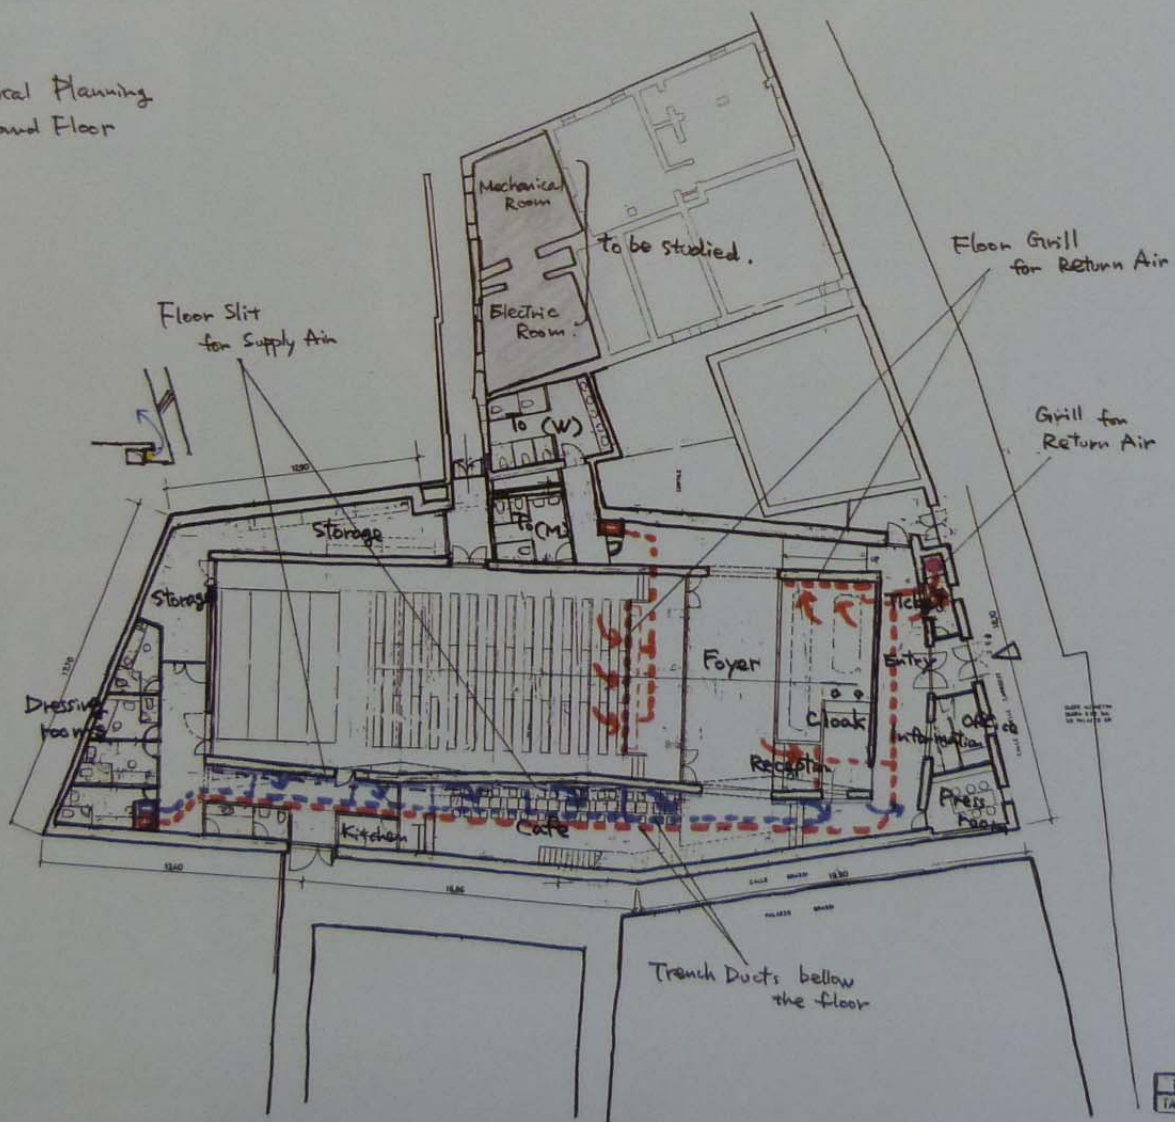 cal Planning
ound Floor
Mechanical
Room
to be studied.
Electric
Room.
Floor Grill
for Return Air
Floor Slit
for Supply Air
Grill for
Return Air
To (W)
To (M)
Storage
Storage
Ticket
Foyer
Entry
Dressing
rooms
Cloak
Information
Reception
Press
room
Kitchen
Cafe
Trench Ducts bellow
the floor